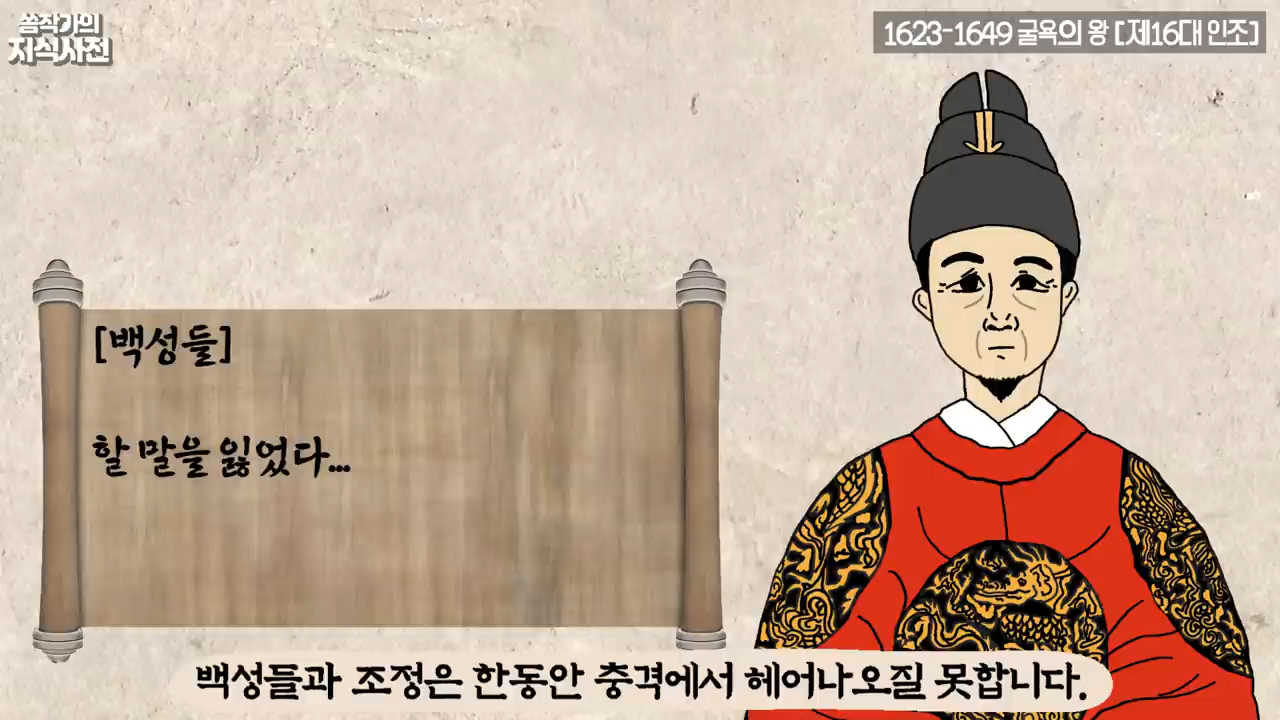 쏨작가의
지식사전
1623-1649 굴욕의 왕 [제16대 인조]
[백성들]
할 말을 잃었다...
백성들과 조정은 한동안 충격에서 헤어나오질 못합니다.